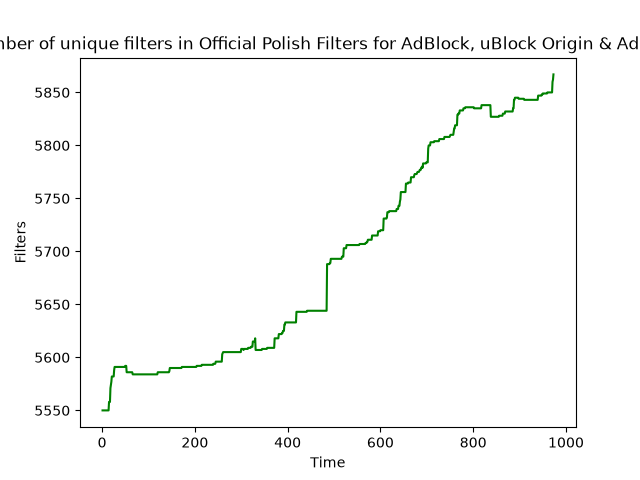 nber of unique filters in Official Polish Filters for AdBlock, uBlock Origin & Ad
5850
5800
5750
5700
5650
5600
5550
Filters
0 200 400 600 800 1000
Time